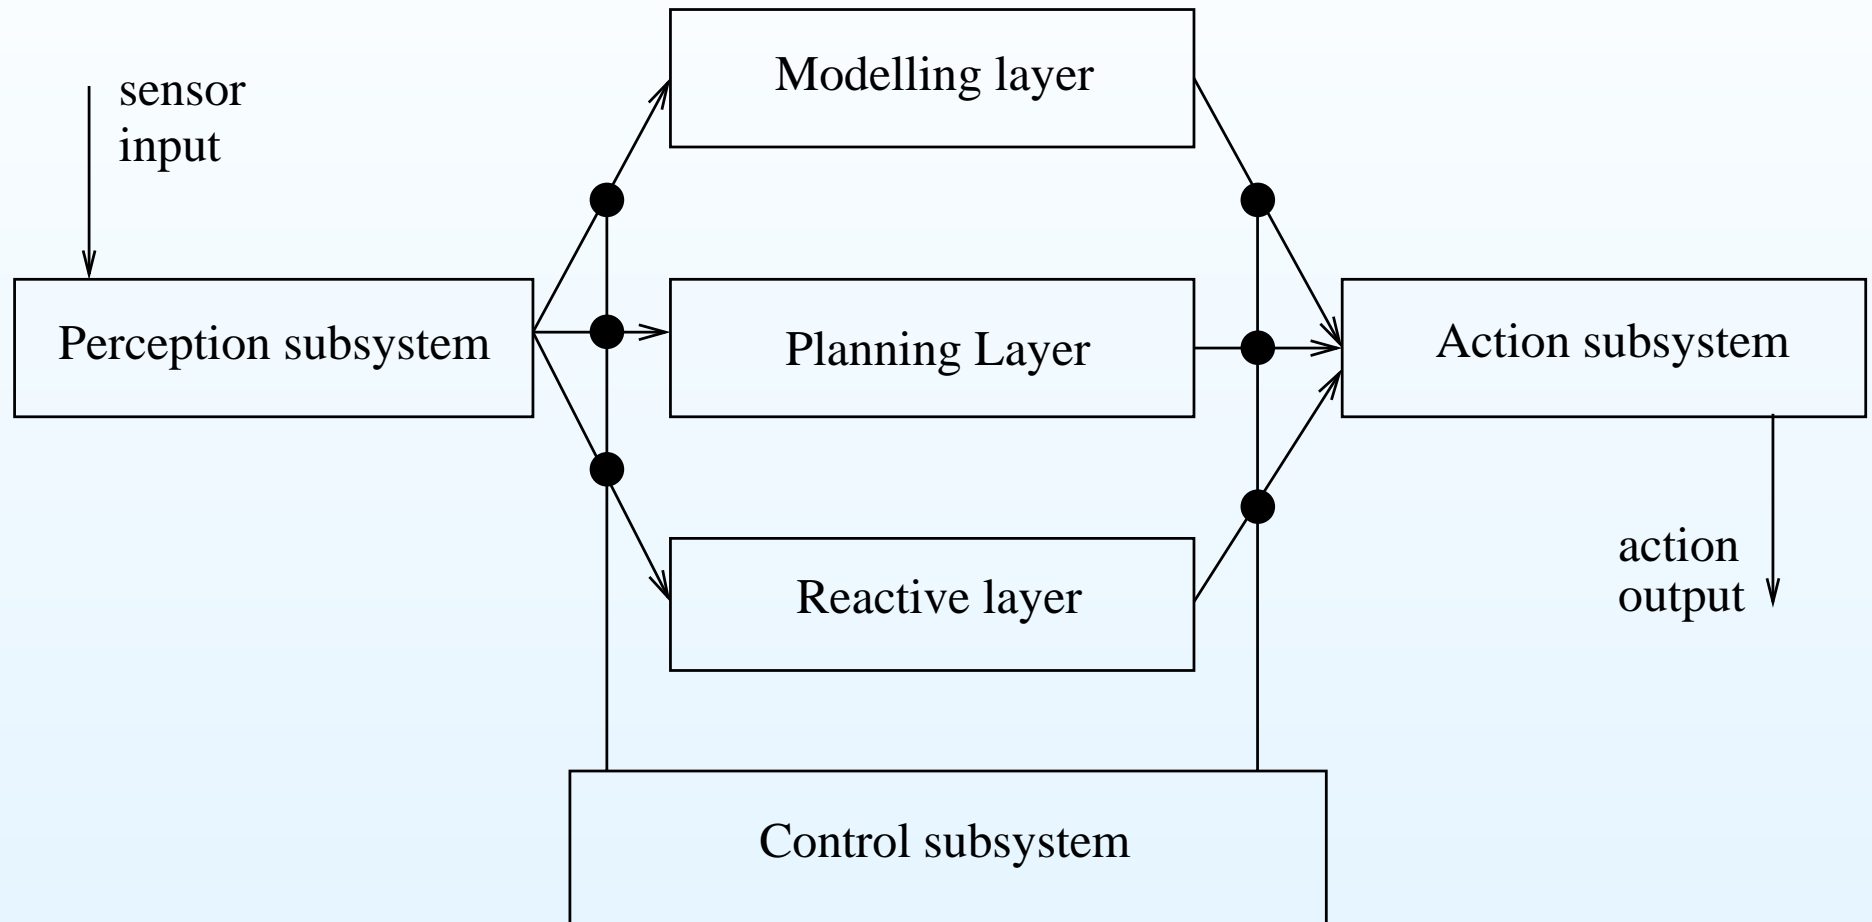 Modelling layer
sensor
input
Perception subsystem
Planning Layer
Action subsystem
Reactive layer
action
output
Control subsystem